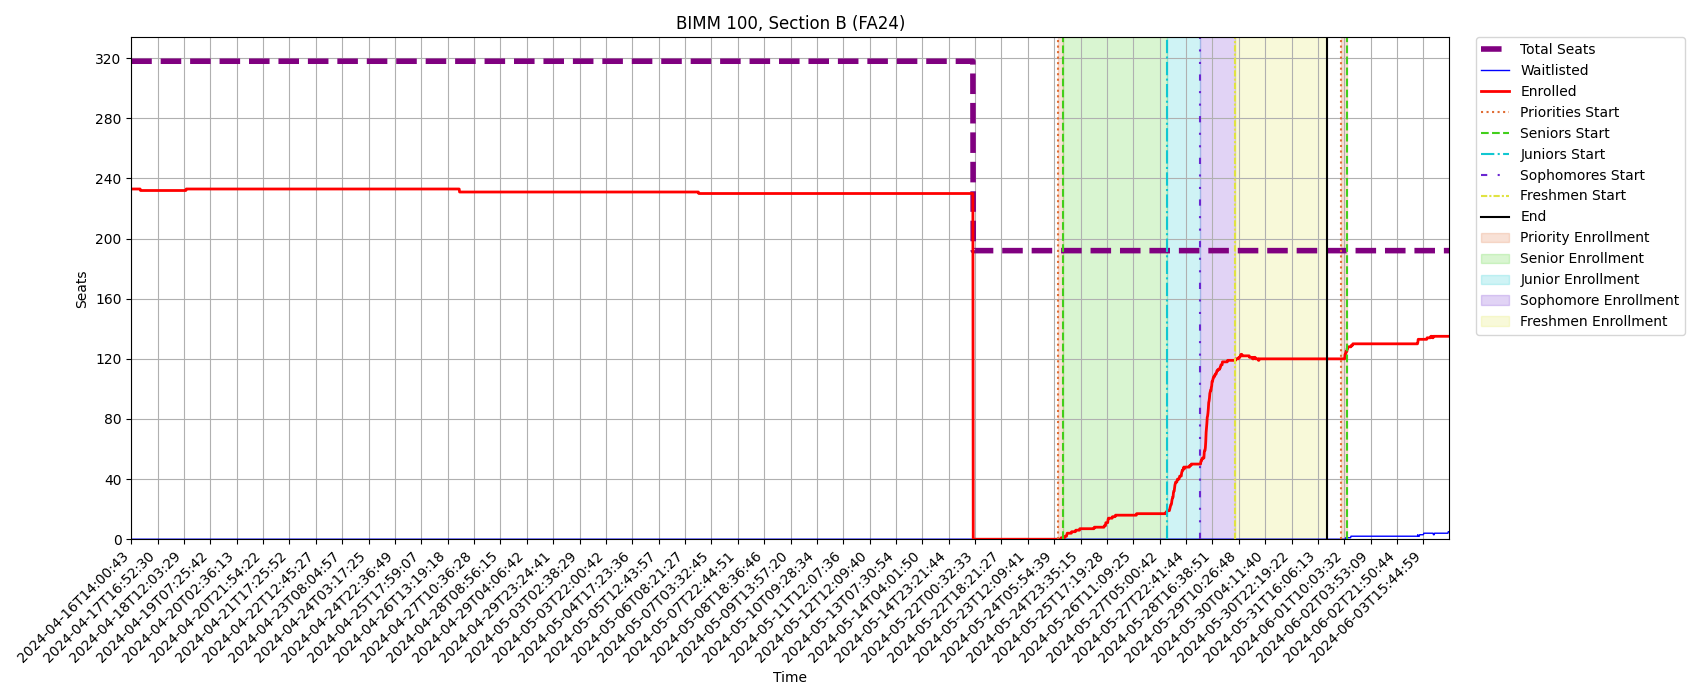 BIMM 100, Section B (FA24)
Seats
320
280
240
200
160
120
80
40
0
2024-04-16T14:00:43
2024-04-17T16:52:30
2024-04-18T12:03:29
2024-04-19T07:25:42
2024-04-20T02:36:13
2024-04-20T21:54:22
2024-04-21T17:25:52
2024-04-22T12:45:27
2024-04-23T08:04:57
2024-04-24T03:17:25
2024-04-24T22:36:49
2024-04-25T17:59:07
2024-04-26T13:19:18
2024-04-27T10:36:28
2024-04-28T08:56:15
2024-04-29T04:06:42
2024-04-29T23:24:41
2024-05-03T02:38:29
2024-05-03T22:00:42
2024-05-04T17:23:36
2024-05-05T12:43:57
2024-05-06T08:21:27
2024-05-07T03:32:45
2024-05-07T22:44:51
2024-05-08T18:36:46
2024-05-09T13:57:20
2024-05-10T09:28:34
2024-05-11T12:07:36
2024-05-12T12:09:40
2024-05-13T07:30:54
2024-05-14T04:01:50
2024-05-14T23:21:44
2024-05-22T00:32:33
2024-05-22T18:21:27
2024-05-23T12:09:41
2024-05-24T05:54:39
2024-05-24T23:35:15
2024-05-25T17:19:28
2024-05-26T11:09:25
2024-05-27T05:00:42
2024-05-27T22:41:44
2024-05-28T16:38:51
2024-05-29T10:26:48
2024-05-30T04:11:40
2024-05-30T22:19:22
2024-05-31T16:06:13
2024-06-01T10:03:32
2024-06-02T03:53:09
2024-06-02T21:50:44
2024-06-03T15:44:59
Time
Total Seats
Waitlisted
Enrolled
Priorities Start
Seniors Start
Juniors Start
Sophomores Start
Freshmen Start
End
Priority Enrollment
Senior Enrollment
Junior Enrollment
Sophomore Enrollment
Freshmen Enrollment